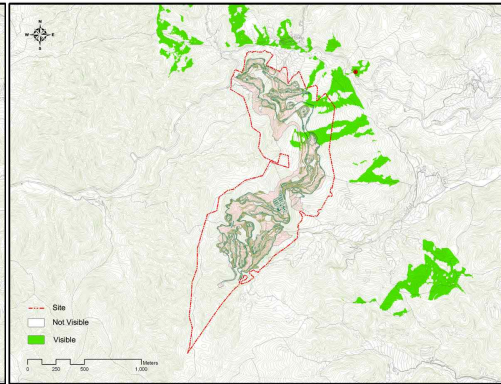 N
W E
S
Site
Not Visible
Visible
Meters
0 250 500 1,000